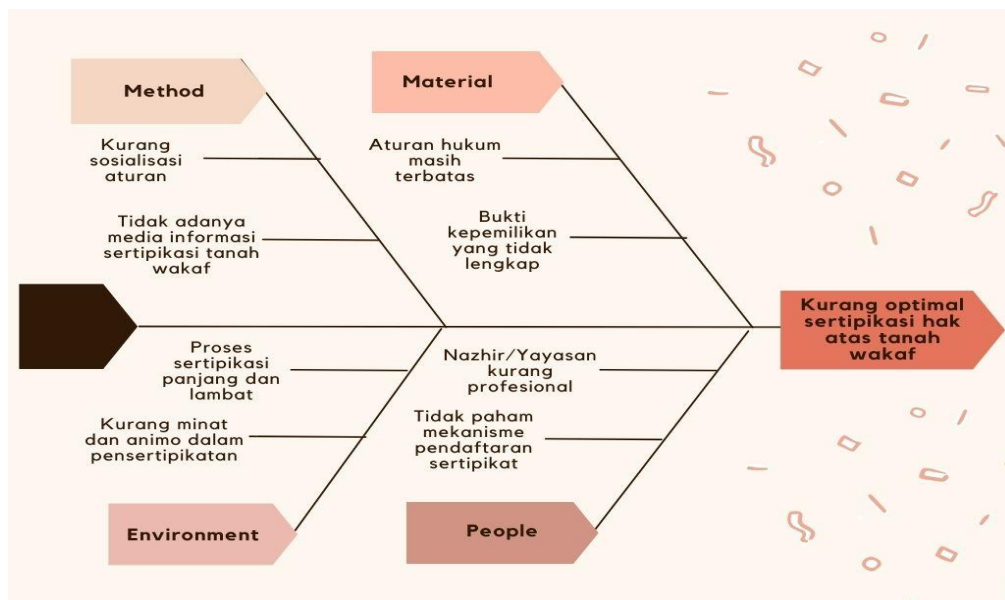 Method
Kurang
sosialisasi
aturan
Tidak adanya
media informasi
sertipikasi tanah
wakaf
Material
Aturan hukum
masih
terbatas
Bukti
kepemilikan
yang tidak
lengkap
Kurang optimal
sertipikasi hak
atas tanah
wakaf
Proses
sertipikasi
panjang dan
lambat
Kurang minat
dan animo dalam
pensertipikatan
Environment
Nazhir/Yayasan
kurang
profesional
Tidak paham
mekanisme
pendaftaran
sertipikat
People